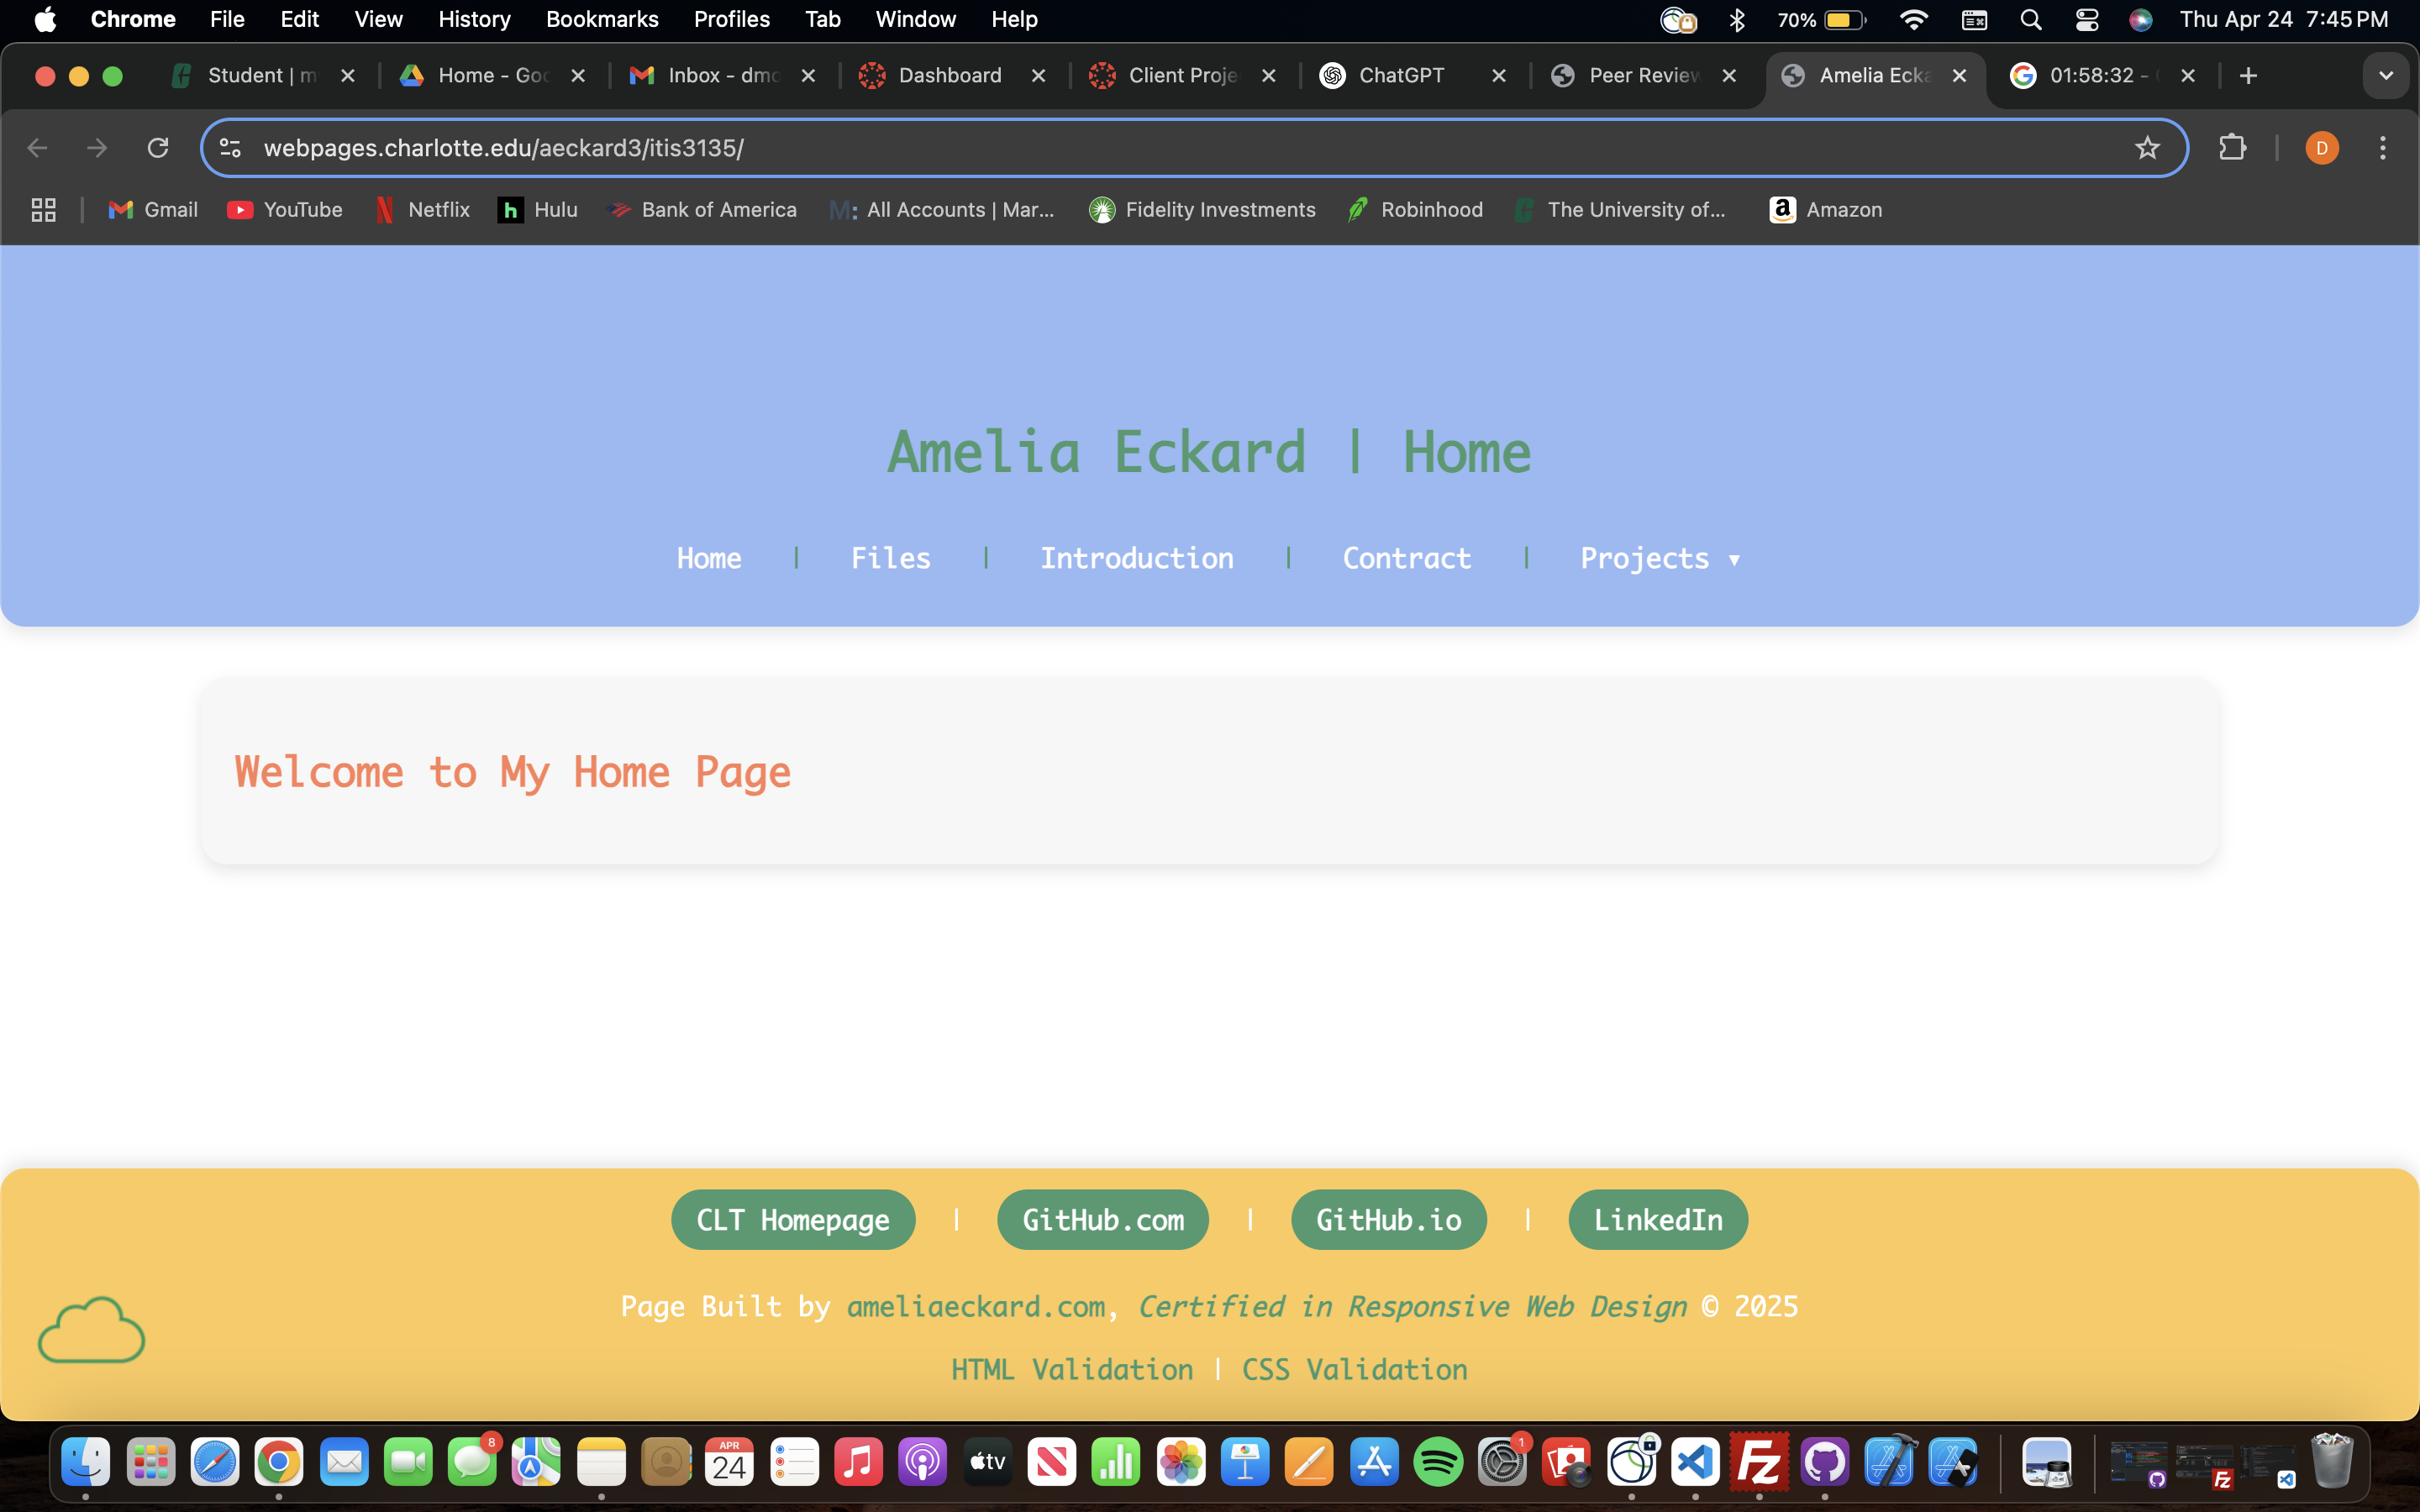 Chrome File Edit View History Bookmarks Profiles Tab Window Help 70% Thu Apr 24 7:45 PM
Student | m Home - Goo Inbox - dmc Dashboard Client Proje ChatGPT Peer Review Amelia Ecka 01:58:32 -
webpages.charlotte.edu/aeckard3/itis3135/ D
Gmail YouTube Netflix h Hulu Bank of America M: All Accounts | Mar... Fidelity Investments Robinhood The University of... a Amazon
Amelia Eckard | Home
Home | Files | Introduction | Contract | Projects ▾
Welcome to My Home Page
CLT Homepage | GitHub.com | GitHub.io | LinkedIn
Page Built by ameliaeckard.com, Certified in Responsive Web Design © 2025
HTML Validation | CSS Validation
8 APR 24 tv 1 Fz